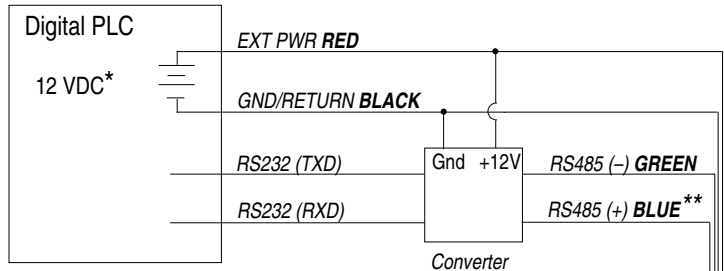 Digital PLC
EXT PWR RED
12 VDC*
GND/RETURN BLACK
Gnd +12V
RS232 (TXD)
RS485 (–) GREEN
RS232 (RXD)
RS485 (+) BLUE**
Converter